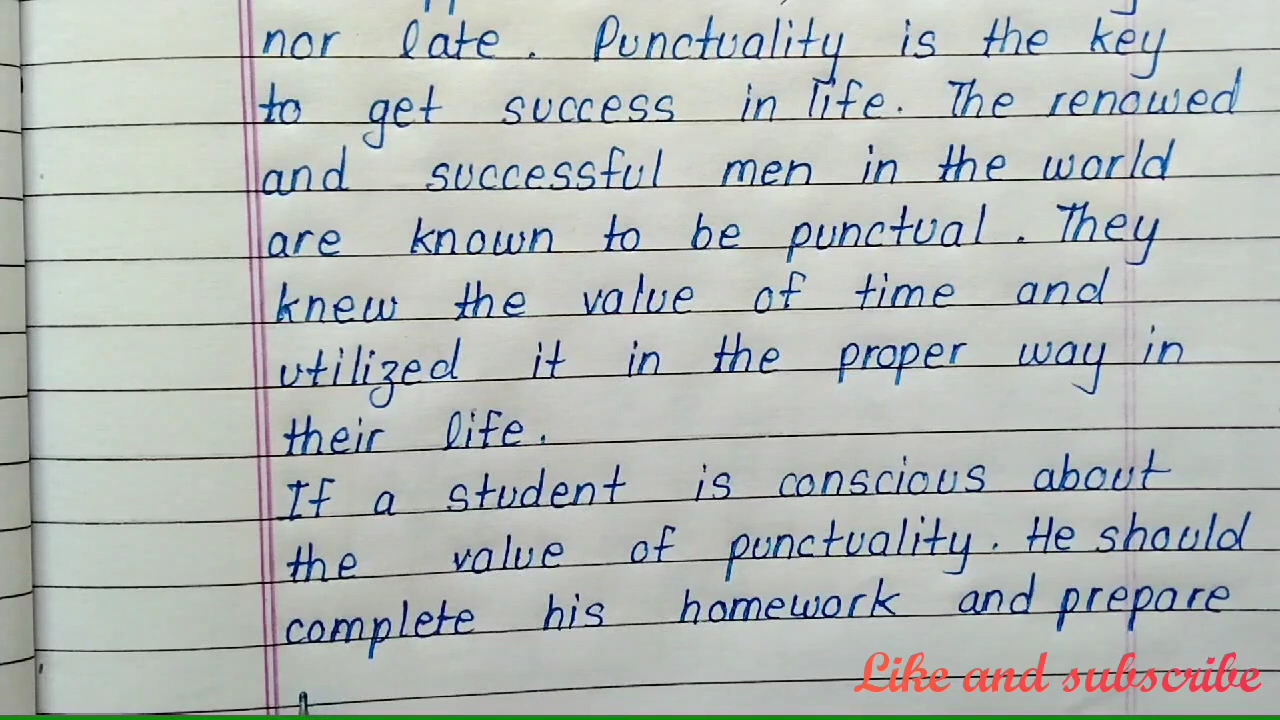 nor late. Punctuality is the key
to get success in life. The renowed
and successful men in the world
are known to be punctual. They
knew the value of time and
utilized it in the proper way in
their life.
If a student is conscious about
the value of punctuality. He should
complete his homework and prepare
Like and subscribe